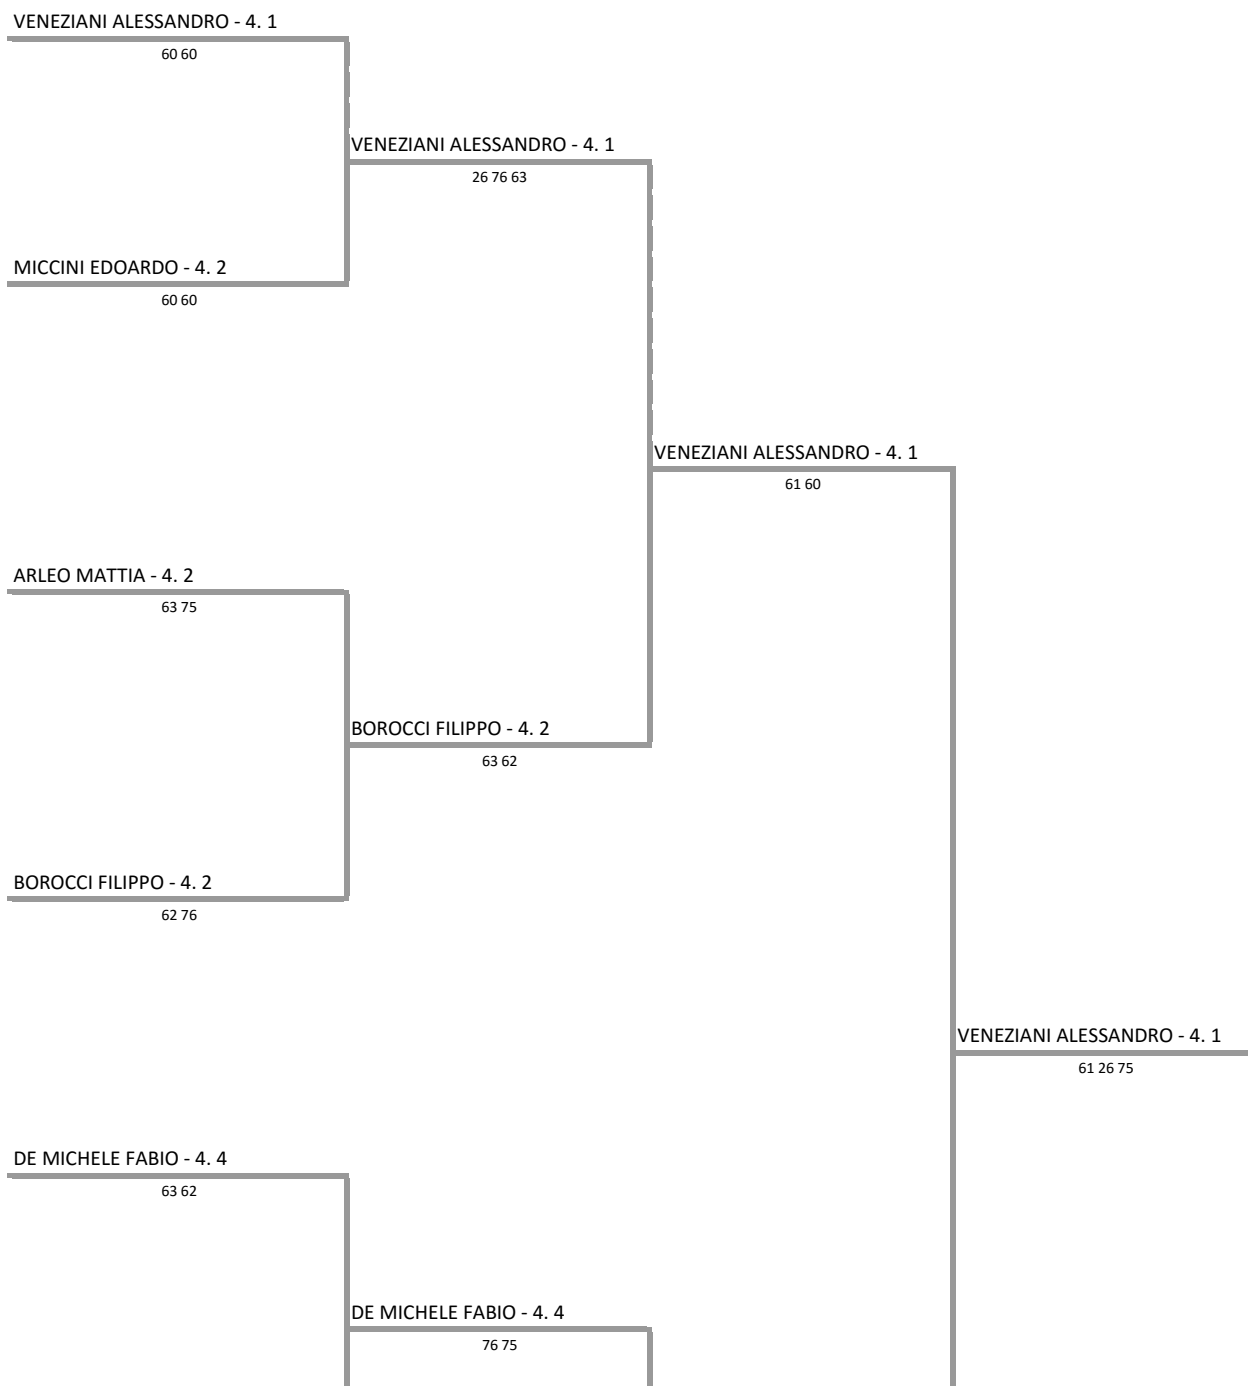 VENEZIANI ALESSANDRO - 4. 1
60 60
VENEZIANI ALESSANDRO - 4. 1
26 76 63
MICCINI EDOARDO - 4. 2
60 60
VENEZIANI ALESSANDRO - 4. 1
61 60
ARLEO MATTIA - 4. 2
63 75
BOROCCI FILIPPO - 4. 2
63 62
BOROCCI FILIPPO - 4. 2
62 76
VENEZIANI ALESSANDRO - 4. 1
61 26 75
DE MICHELE FABIO - 4. 4
63 62
DE MICHELE FABIO - 4. 4
76 75